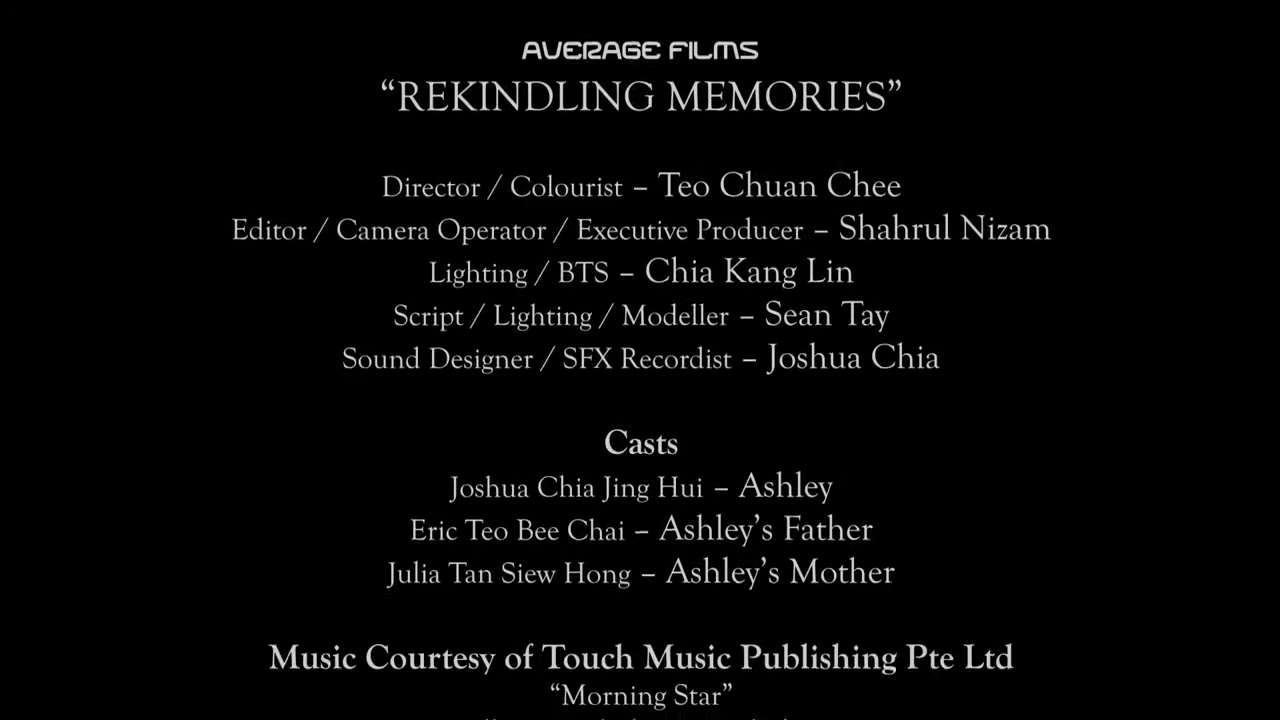 AVERAGE FILMS
“REKINDLING MEMORIES”
Director / Colourist – Teo Chuan Chee
Editor / Camera Operator / Executive Producer – Shahrul Nizam
Lighting / BTS – Chia Kang Lin
Script / Lighting / Modeller – Sean Tay
Sound Designer / SFX Recordist – Joshua Chia
Casts
Joshua Chia Jing Hui – Ashley
Eric Teo Bee Chai – Ashley’s Father
Julia Tan Siew Hong – Ashley’s Mother
Music Courtesy of Touch Music Publishing Pte Ltd
“Morning Star”